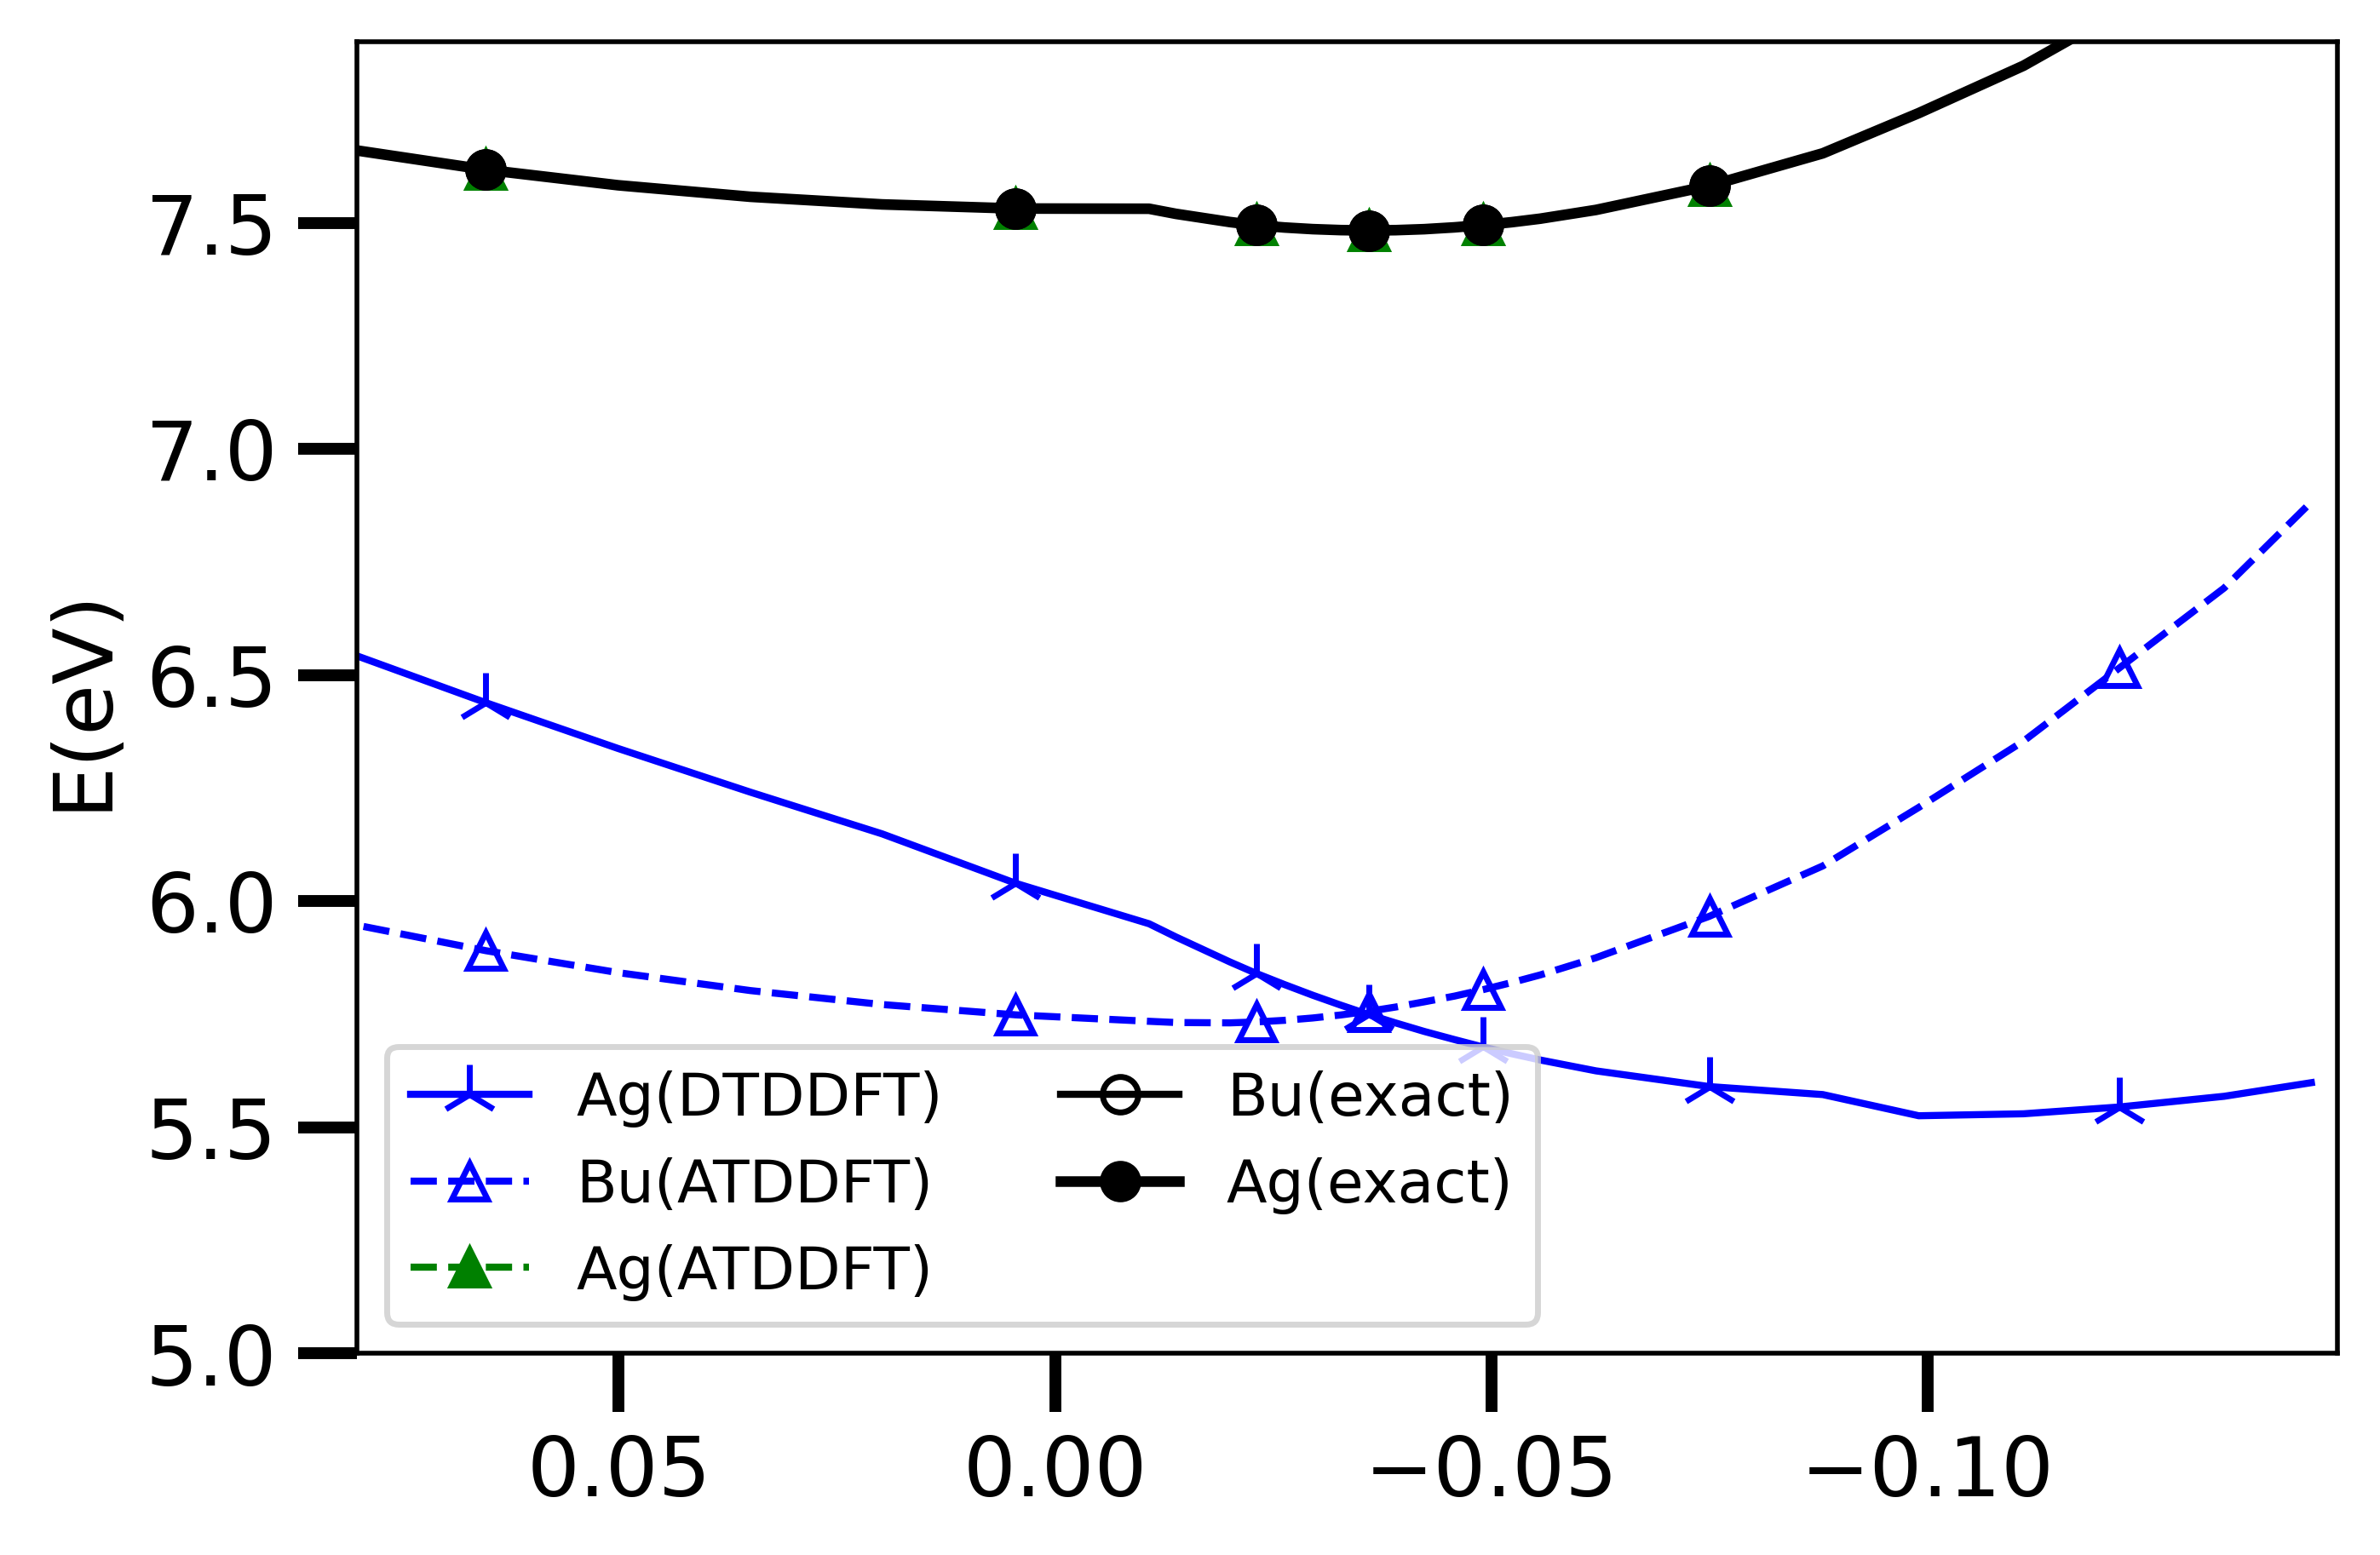 7.5
7.0
6.5
6.0
5.5
5.0
E(eV)
Ag(DTDDFT)
Bu(ATDDFT)
Ag(ATDDFT)
Bu(exact)
Ag(exact)
0.05
0.00
−0.05
−0.10